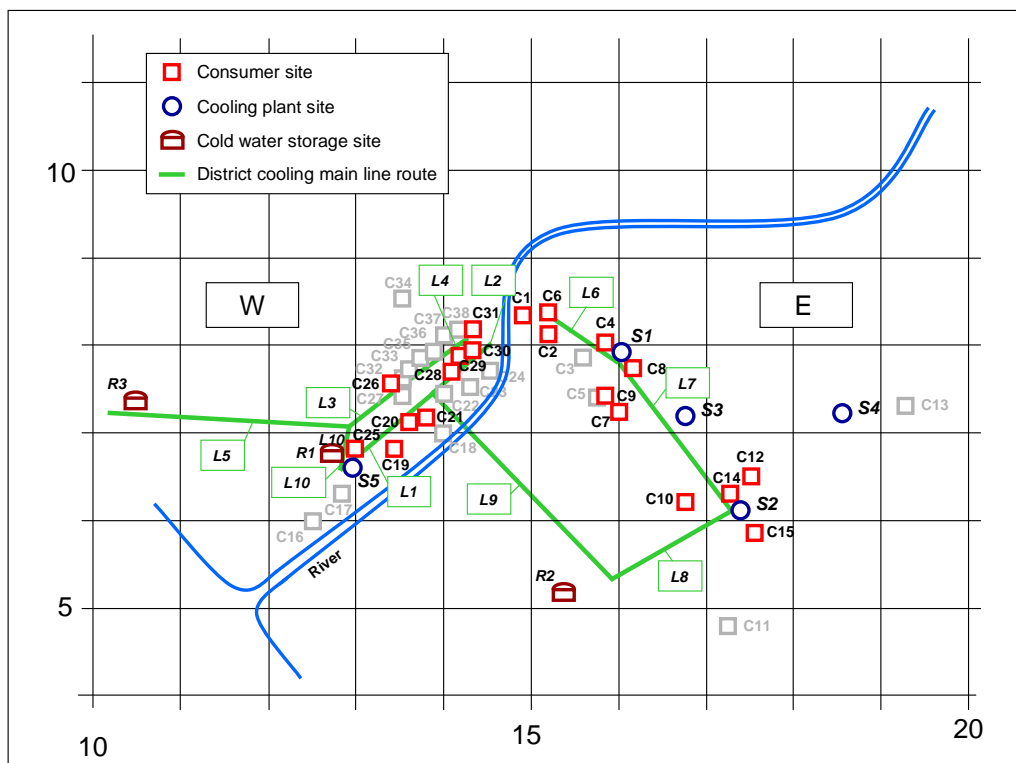 Consumer site
Cooling plant site
Cold water storage site
District cooling main line route
10
5
10
15
20
W
E
C34
L4
L2
C1
C6
L6
C37
C38
C31
C36
C4
S1
C35
C30
C2
C3
C33
C32
C29
C24
C8
R3
C26
C28
C23
C5
C9
L7
S3
S4
C13
C27
L3
C22
C7
C20
C21
L10
C25
C18
R1
C19
L5
L10
S5
L1
L9
C12
C14
C10
S2
C17
C16
C15
River
R2
L8
C11